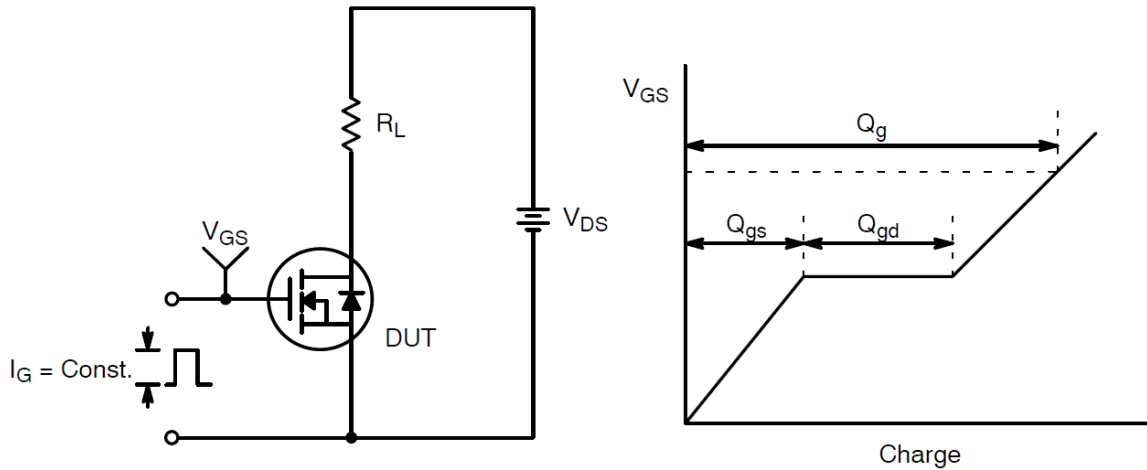 R_L
V_GS
V_DS
DUT
I_G = Const.
V_GS
Q_g
Q_gs
Q_gd
Charge